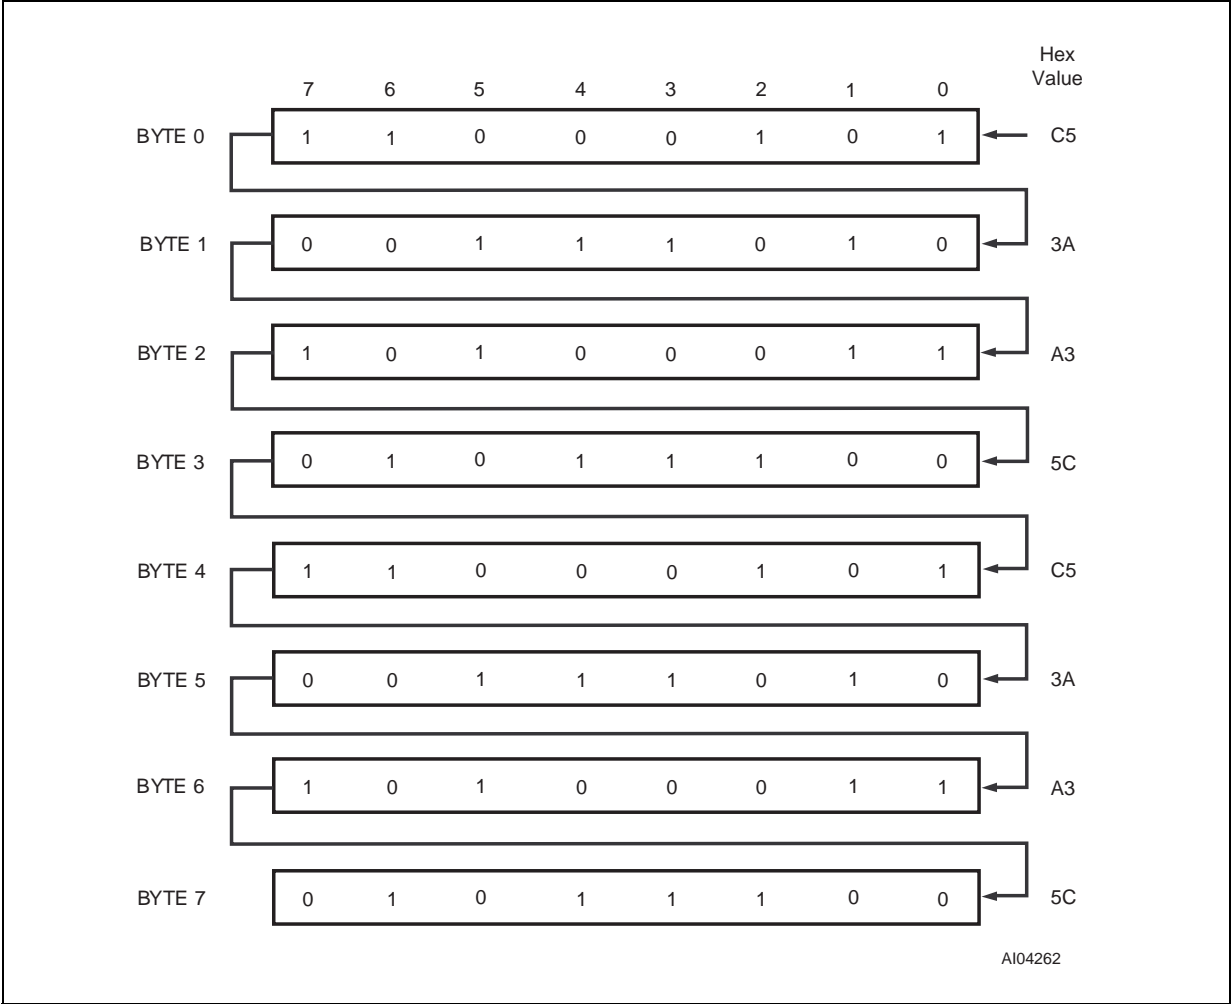 Hex
Value
7 6 5 4 3 2 1 0
BYTE 0 1 1 0 0 0 1 0 1 C5
BYTE 1 0 0 1 1 1 0 1 0 3A
BYTE 2 1 0 1 0 0 0 1 1 A3
BYTE 3 0 1 0 1 1 1 0 0 5C
BYTE 4 1 1 0 0 0 1 0 1 C5
BYTE 5 0 0 1 1 1 0 1 0 3A
BYTE 6 1 0 1 0 0 0 1 1 A3
BYTE 7 0 1 0 1 1 1 0 0 5C
AI04262